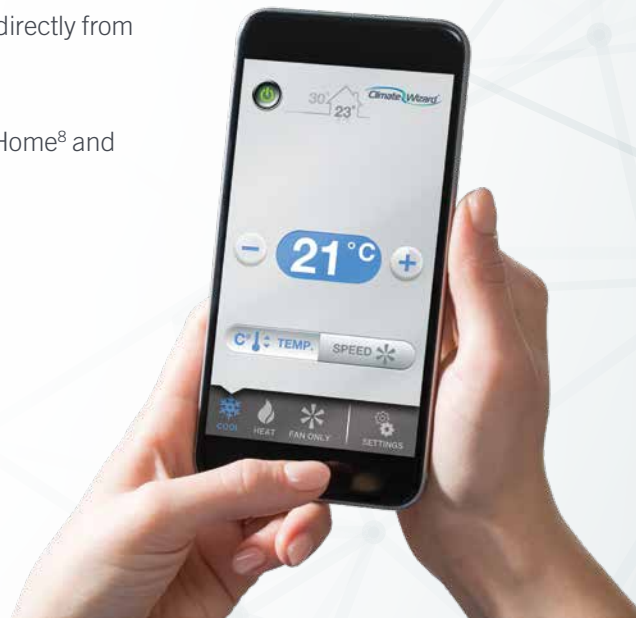 directly from
Home⁸ and
30°
23°
Climate Wizard
− 21°C +
C° TEMP. SPEED
COOL HEAT FAN ONLY SETTINGS